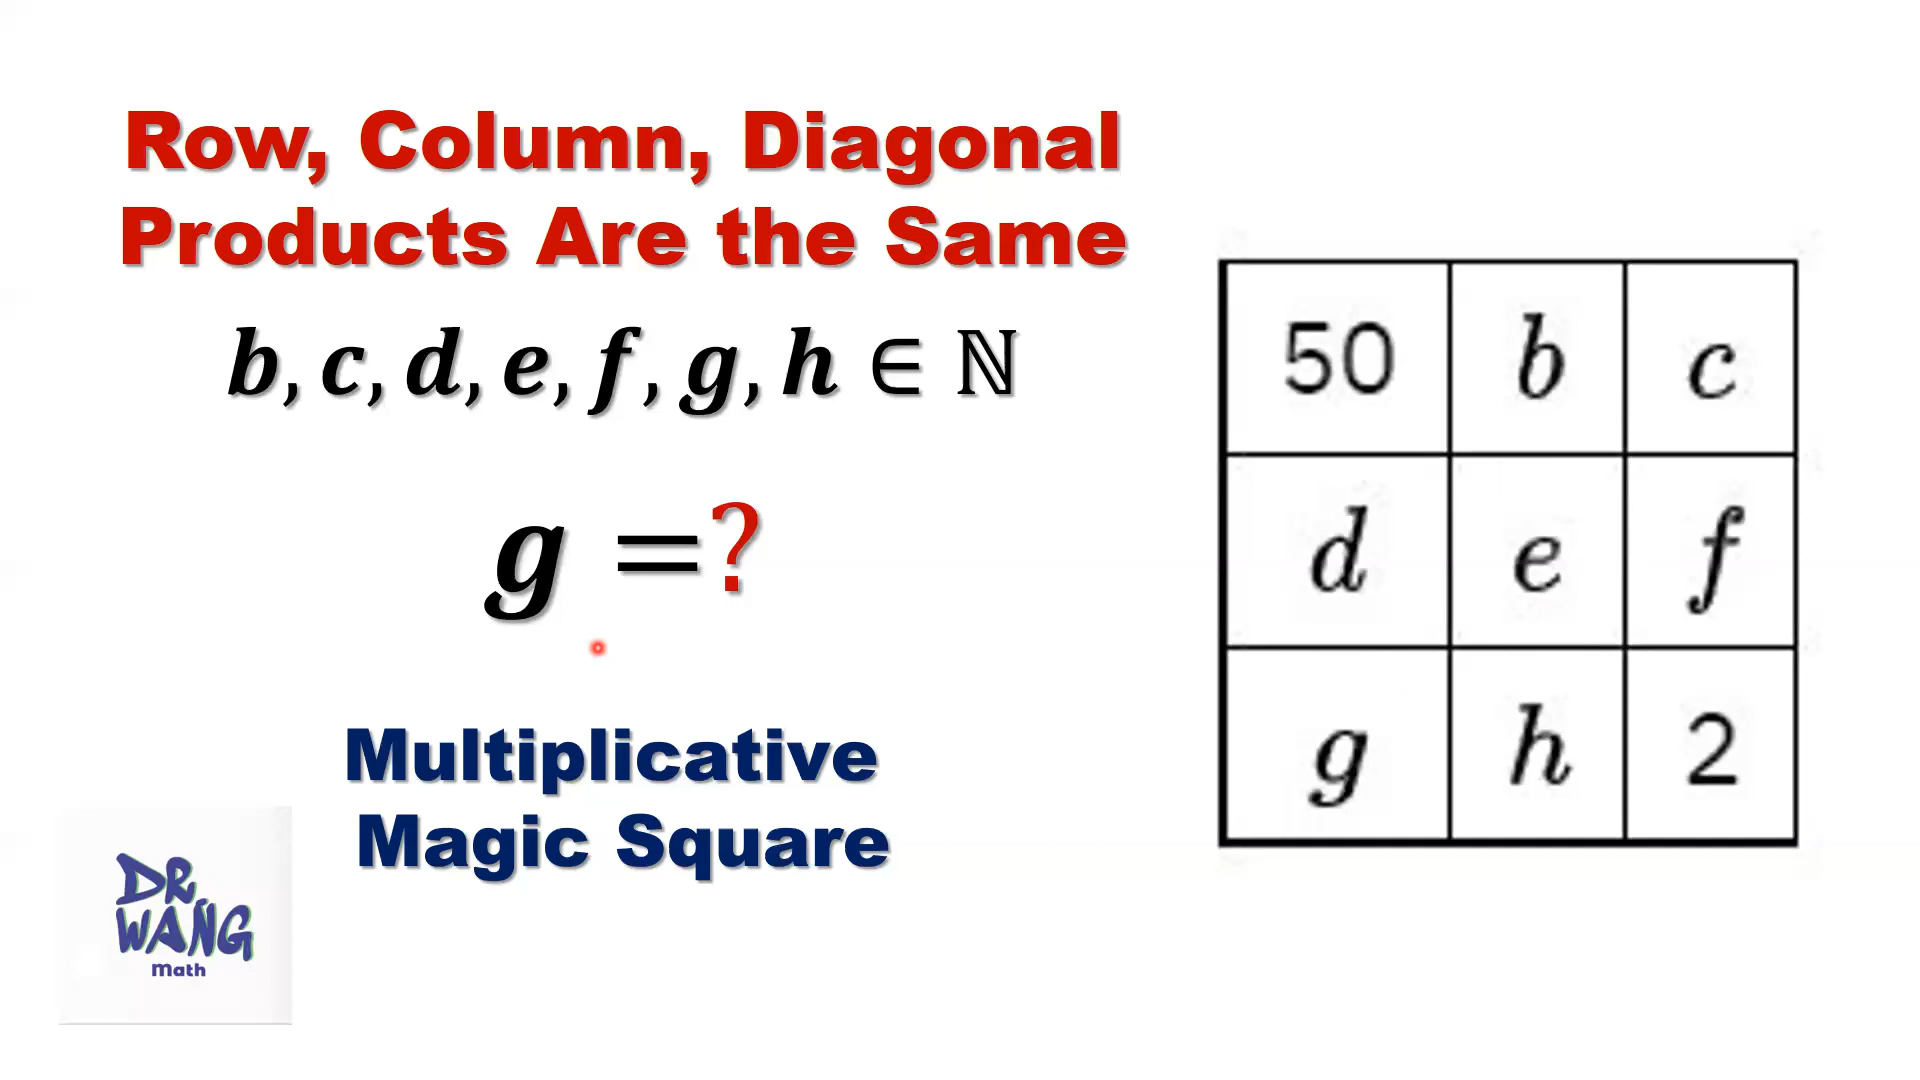 Row, Column, Diagonal
Products Are the Same
b, c, d, e, f, g, h ∈ ℕ
g =?
Multiplicative
Magic Square
50 b c
d e f
g h 2
DR.
WANG
Math